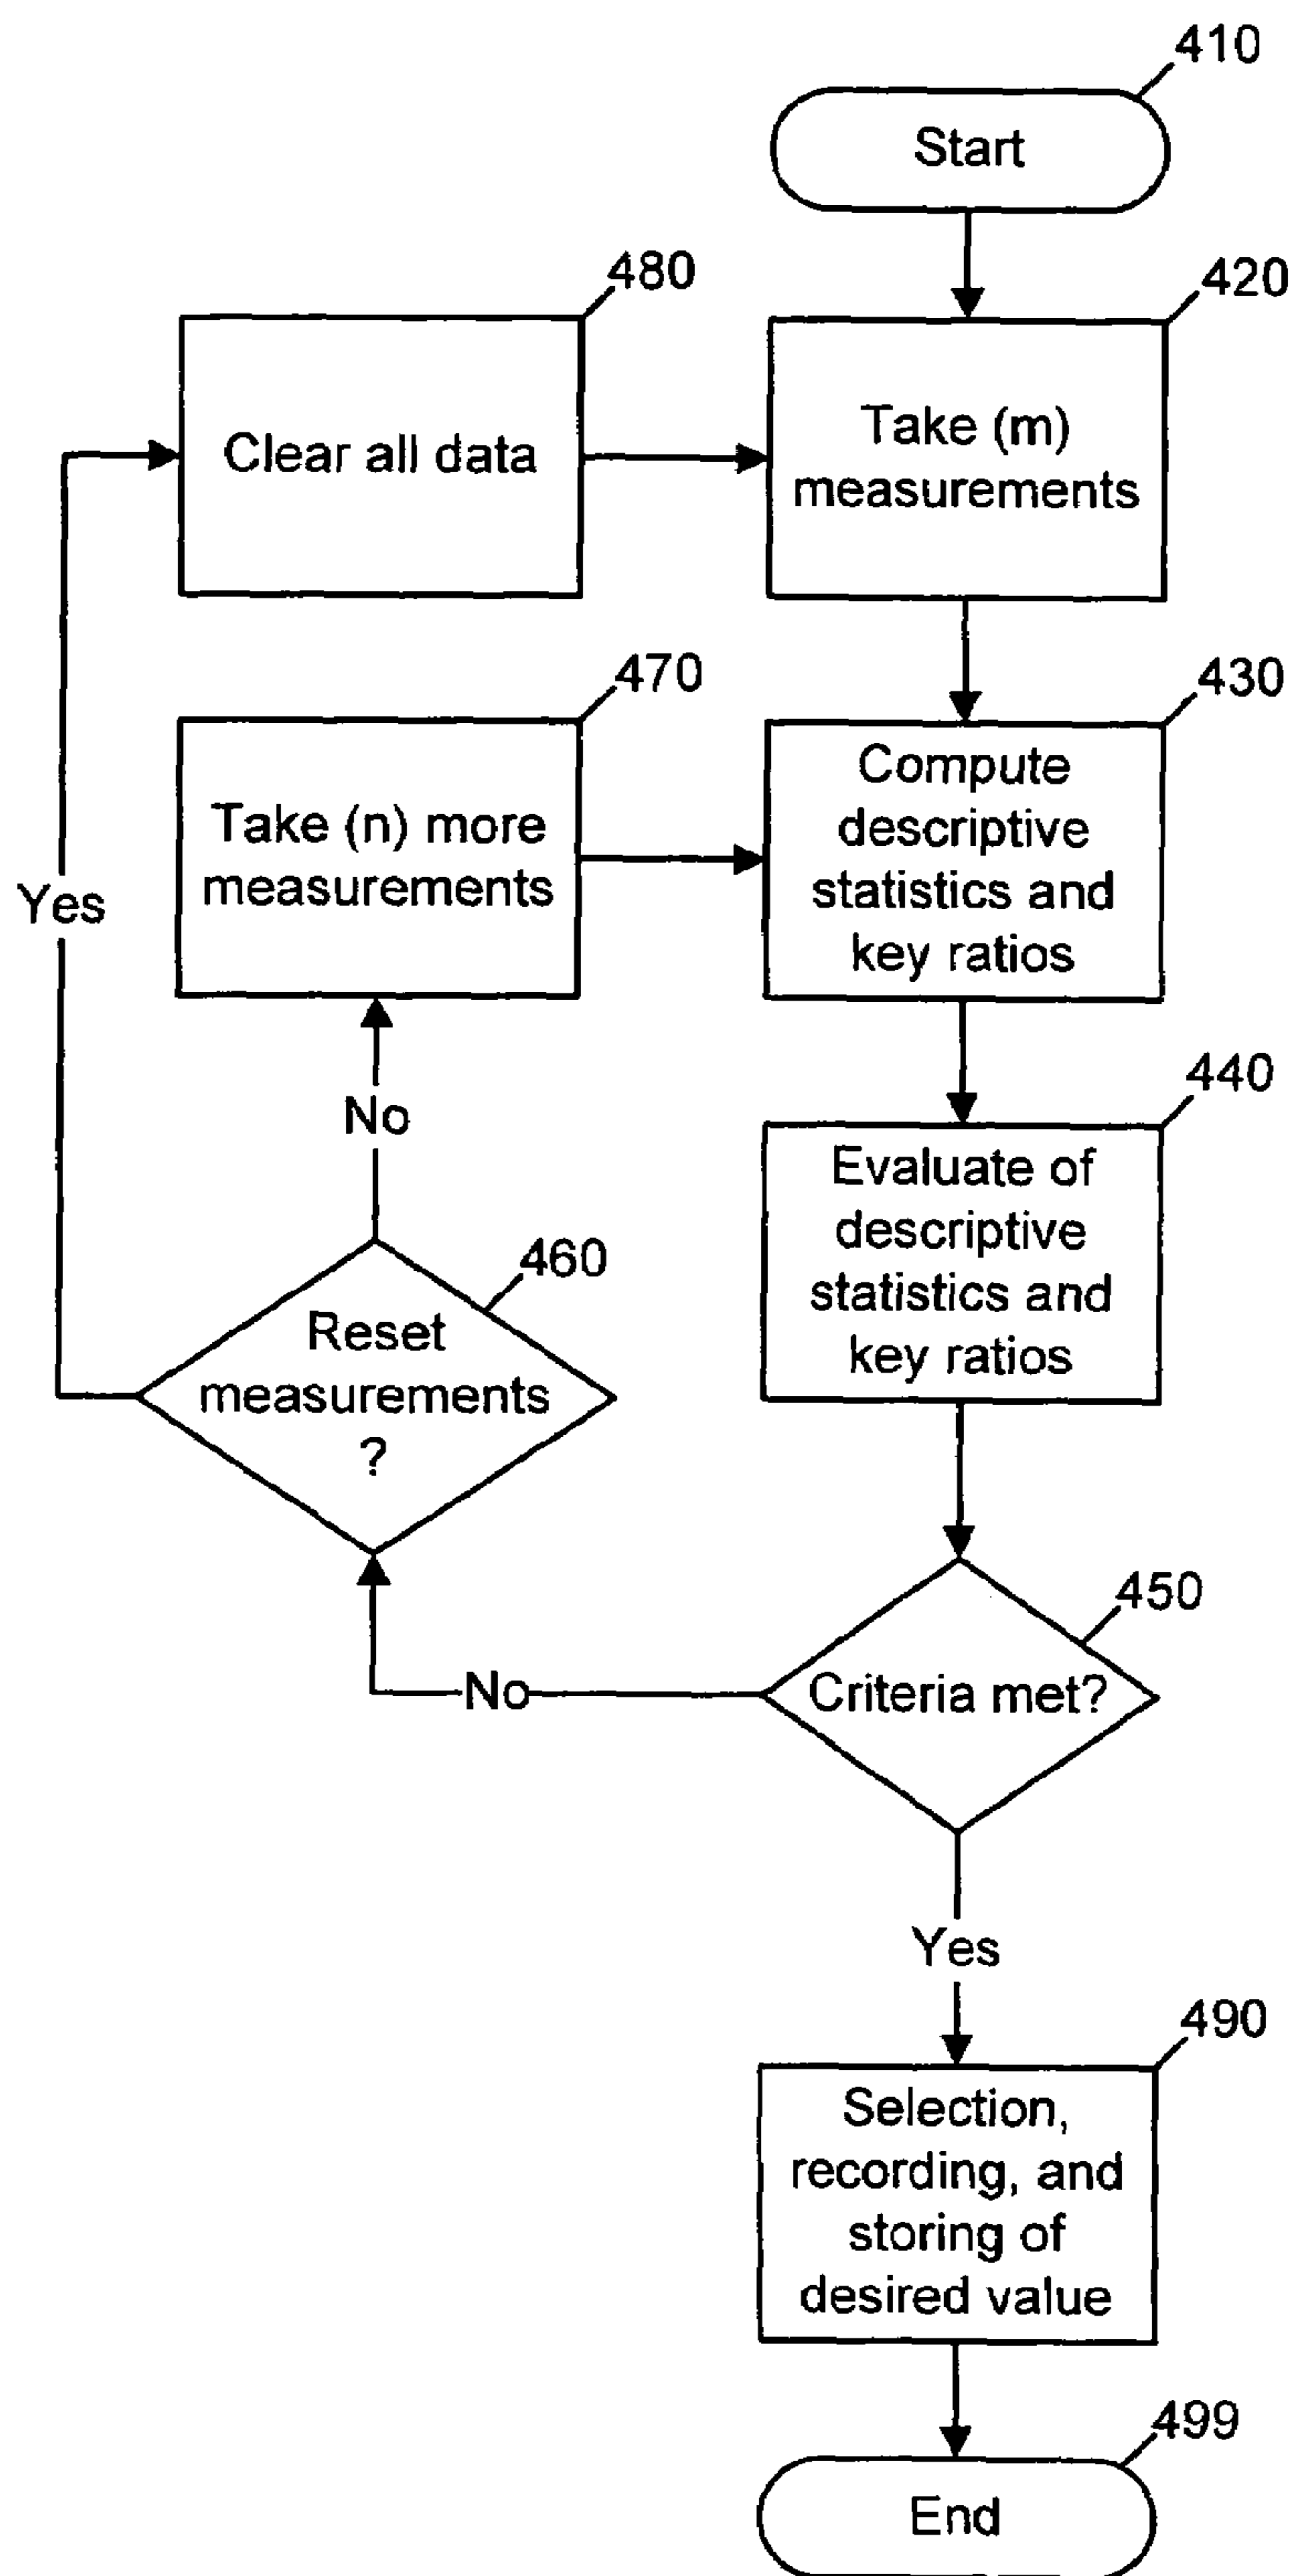 410
Start
480
420
Clear all data
Take (m)
measurements
470
430
Take (n) more
measurements
Compute
descriptive
statistics and
key ratios
Yes
No
440
Evaluate of
descriptive
statistics and
key ratios
460
Reset
measurements
?
450
Criteria met?
No
Yes
490
Selection,
recording, and
storing of
desired value
499
End